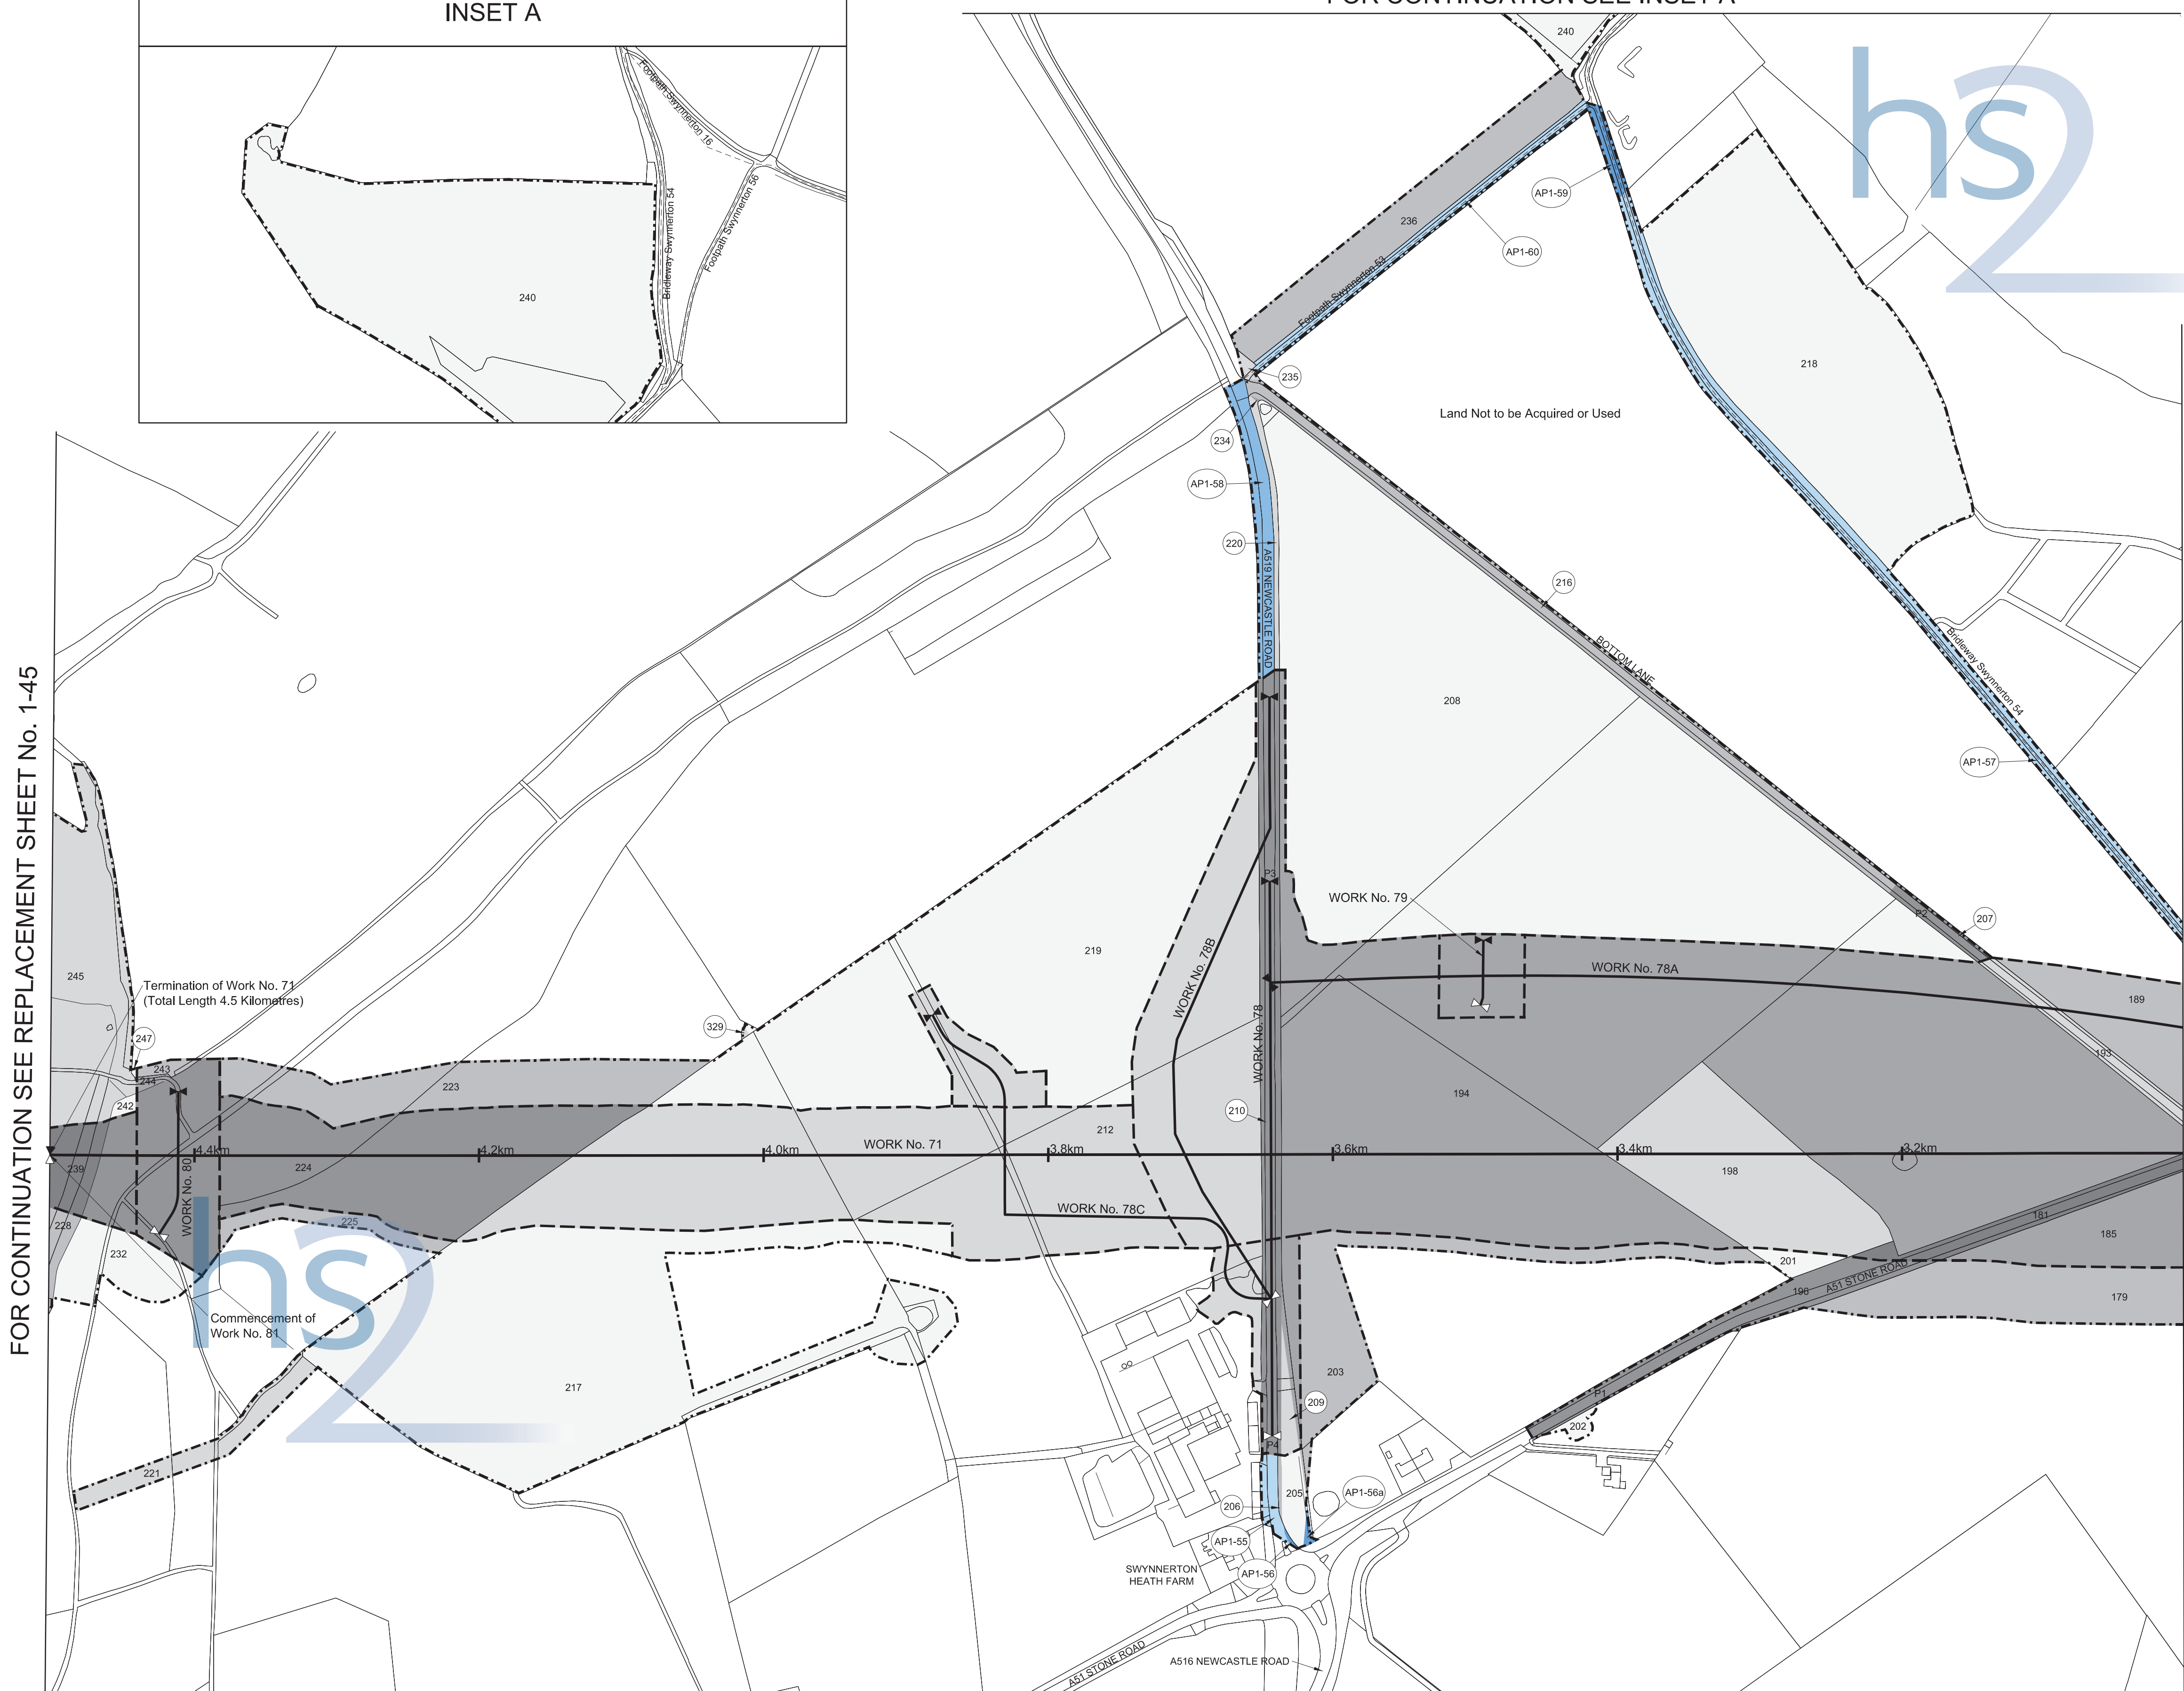 INSET A
Footpath Swynnerton 16
Bridleway Swynnerton 54
Footpath Swynnerton 56
240
240
hs2
AP1-59
236
AP1-60
Footpath Swynnerton 53
218
235
Land Not to be Acquired or Used
234
AP1-58
220
A519 NEWCASTLE ROAD
216
BOTTOM LANE
Bridleway Swynnerton 54
208
AP1-57
FOR CONTINUATION SEE REPLACEMENT SHEET No. 1-45
P3
WORK No. 79
P2
207
219
WORK No. 78B
WORK No. 78A
245
Termination of Work No. 71
(Total Length 4.5 Kilometres)
189
329
247
WORK No. 78
193
243
244
223
242
194
210
212
4.4km
4.2km
4.0km
WORK No. 71
3.8km
3.6km
3.4km
3.2km
239
224
198
WORK No. 80
WORK No. 78C
181
228
225
185
232
201
A51 STONE ROAD
196
179
hs2
Commencement of
Work No. 81
203
217
209
P1
202
P4
221
205
AP1-56a
206
AP1-55
SWYNNERTON
HEATH FARM
AP1-56
A51 STONE ROAD
A516 NEWCASTLE ROAD